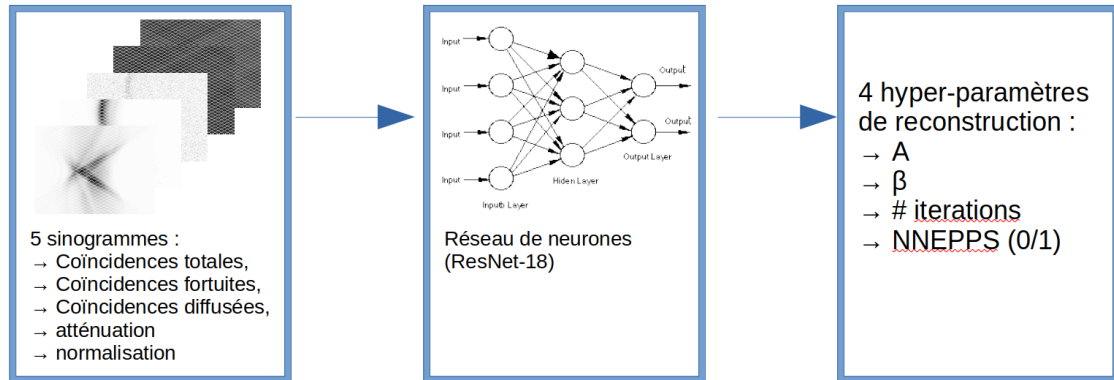 5 sinogrammes :
→ Coïncidences totales,
→ Coïncidences fortuites,
→ Coïncidences diffusées,
→ atténuation
→ normalisation
Input
Input
Input
Input
Output
Output
Output Layer
Hiden Layer
Inputb Layer
Réseau de neurones
(ResNet-18)
4 hyper-paramètres
de reconstruction :
→ A
→ β
→ # iterations
→ NNEPPS (0/1)